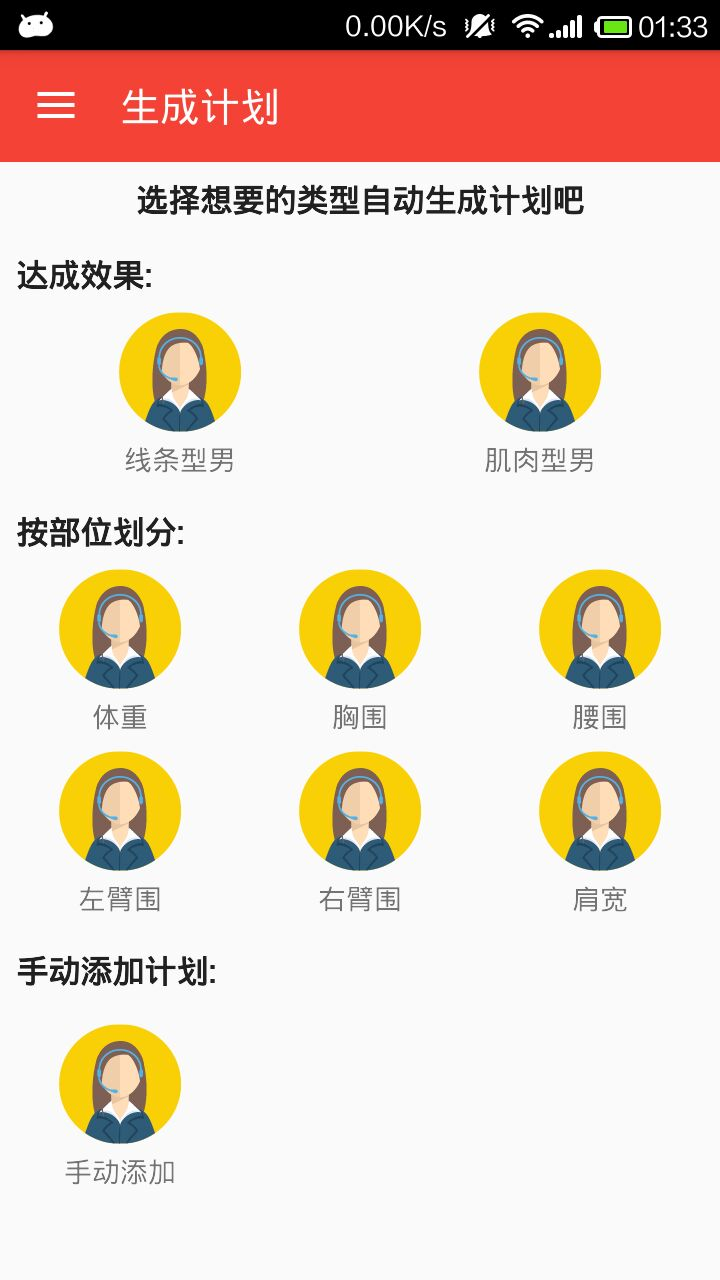 0.00K/s 01:33
生成计划
选择想要的类型自动生成计划吧
达成效果:
线条型男 肌肉型男
按部位划分:
体重 胸围 腰围
左臂围 右臂围 肩宽
手动添加计划:
手动添加